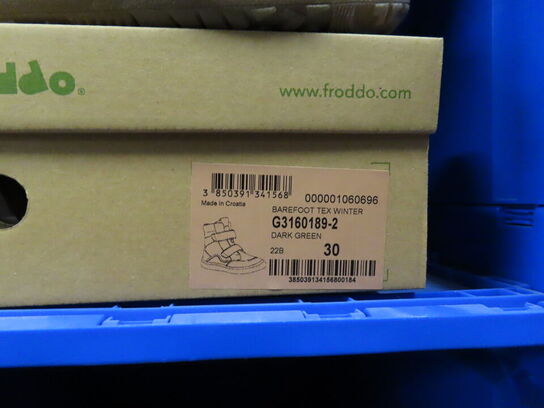 ddo®
www.froddo.com
3 850391 341568
000001060696
Made in Croatia
BAREFOOT TEX WINTER
G3160189-2
DARK GREEN
22B
30
385039134156800184